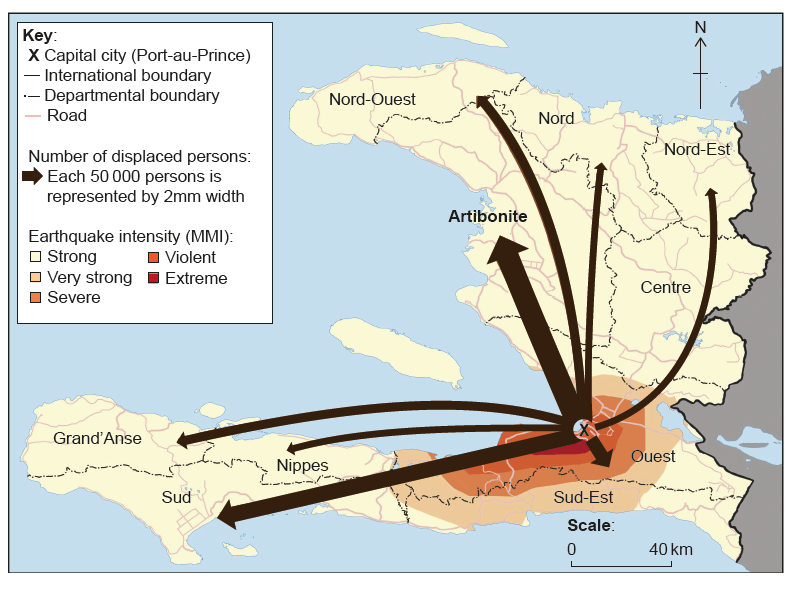 Key:
X Capital city (Port-au-Prince)
International boundary
Departmental boundary
Road
Number of displaced persons:
Each 50 000 persons is
represented by 2mm width
Earthquake intensity (MMI):
Strong
Violent
Very strong
Extreme
Severe
N
Nord-Ouest
Nord
Nord-Est
Artibonite
Centre
X
Grand'Anse
Nippes
Ouest
Sud
Sud-Est
Scale:
0 40 km